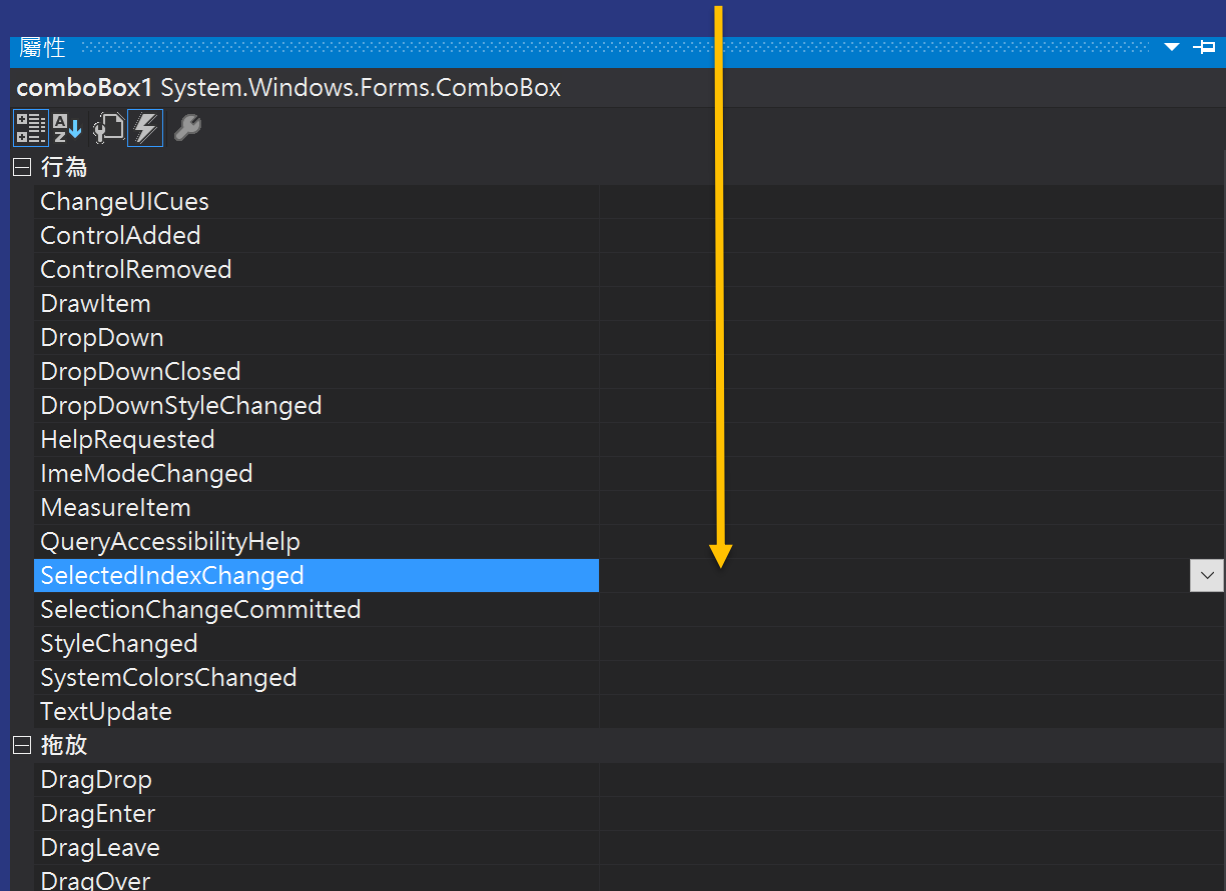 屬性
comboBox1 System.Windows.Forms.ComboBox
行為
ChangeUICues
ControlAdded
ControlRemoved
DrawItem
DropDown
DropDownClosed
DropDownStyleChanged
HelpRequested
ImeModeChanged
MeasureItem
QueryAccessibilityHelp
SelectedIndexChanged
SelectionChangeCommitted
StyleChanged
SystemColorsChanged
TextUpdate
拖放
DragDrop
DragEnter
DragLeave
DragOver